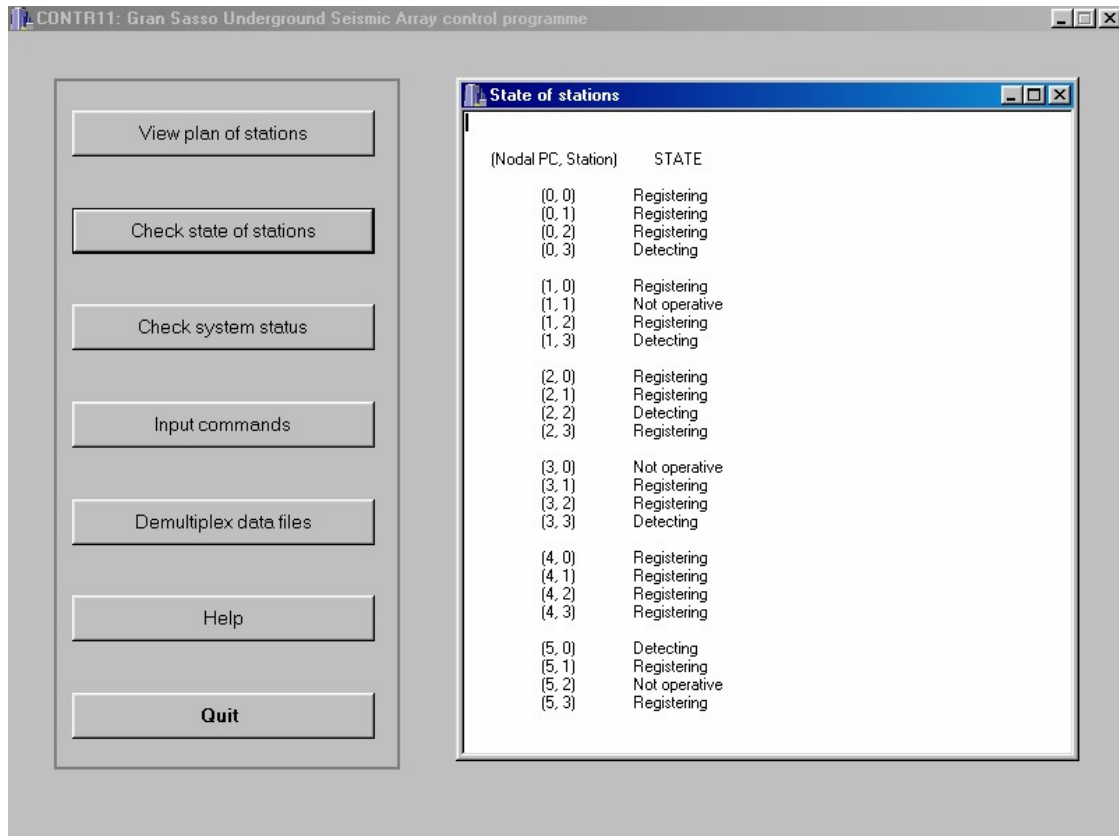 CONTR11: Gran Sasso Underground Seismic Array control programme
View plan of stations
Check state of stations
Check system status
Input commands
Demultiplex data files
Help
Quit
State of stations
(Nodal PC, Station) STATE
(0, 0) Registering
(0, 1) Registering
(0, 2) Registering
(0, 3) Detecting
(1, 0) Registering
(1, 1) Not operative
(1, 2) Registering
(1, 3) Detecting
(2, 0) Registering
(2, 1) Registering
(2, 2) Detecting
(2, 3) Registering
(3, 0) Not operative
(3, 1) Registering
(3, 2) Registering
(3, 3) Detecting
(4, 0) Registering
(4, 1) Registering
(4, 2) Registering
(4, 3) Registering
(5, 0) Detecting
(5, 1) Registering
(5, 2) Not operative
(5, 3) Registering